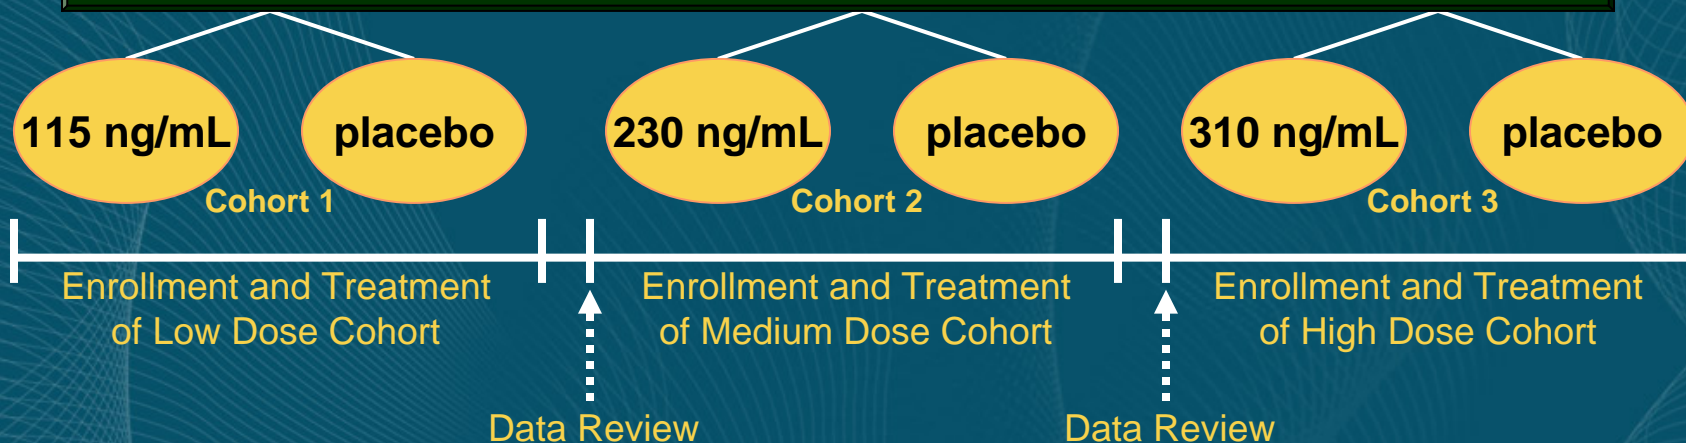 115 ng/mL
placebo
230 ng/mL
placebo
310 ng/mL
placebo
Cohort 1
Cohort 2
Cohort 3
Enrollment and Treatment
of Low Dose Cohort
Enrollment and Treatment
of Medium Dose Cohort
Enrollment and Treatment
of High Dose Cohort
Data Review
Data Review